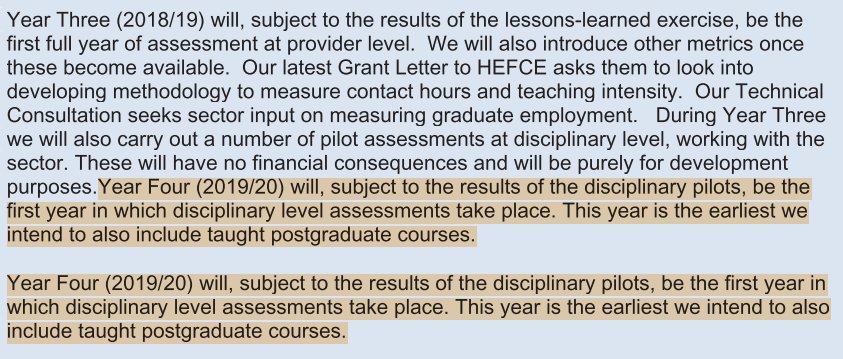 Year Three (2018/19) will, subject to the results of the lessons-learned exercise, be the
first full year of assessment at provider level.  We will also introduce other metrics once
these become available.  Our latest Grant Letter to HEFCE asks them to look into
developing methodology to measure contact hours and teaching intensity.  Our Technical
Consultation seeks sector input on measuring graduate employment.   During Year Three
we will also carry out a number of pilot assessments at disciplinary level, working with the
sector. These will have no financial consequences and will be purely for development
purposes.Year Four (2019/20) will, subject to the results of the disciplinary pilots, be the
first year in which disciplinary level assessments take place. This year is the earliest we
intend to also include taught postgraduate courses.
Year Four (2019/20) will, subject to the results of the disciplinary pilots, be the first year in
which disciplinary level assessments take place. This year is the earliest we intend to also
include taught postgraduate courses.